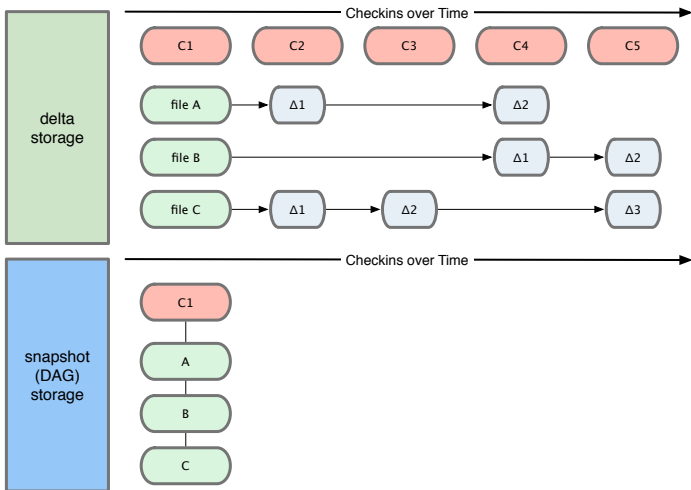 Checkins over Time
C1 C2 C3 C4 C5
delta
storage
file A Δ1 Δ2
file B Δ1 Δ2
file C Δ1 Δ2 Δ3
Checkins over Time
C1
snapshot
(DAG)
storage
A
B
C